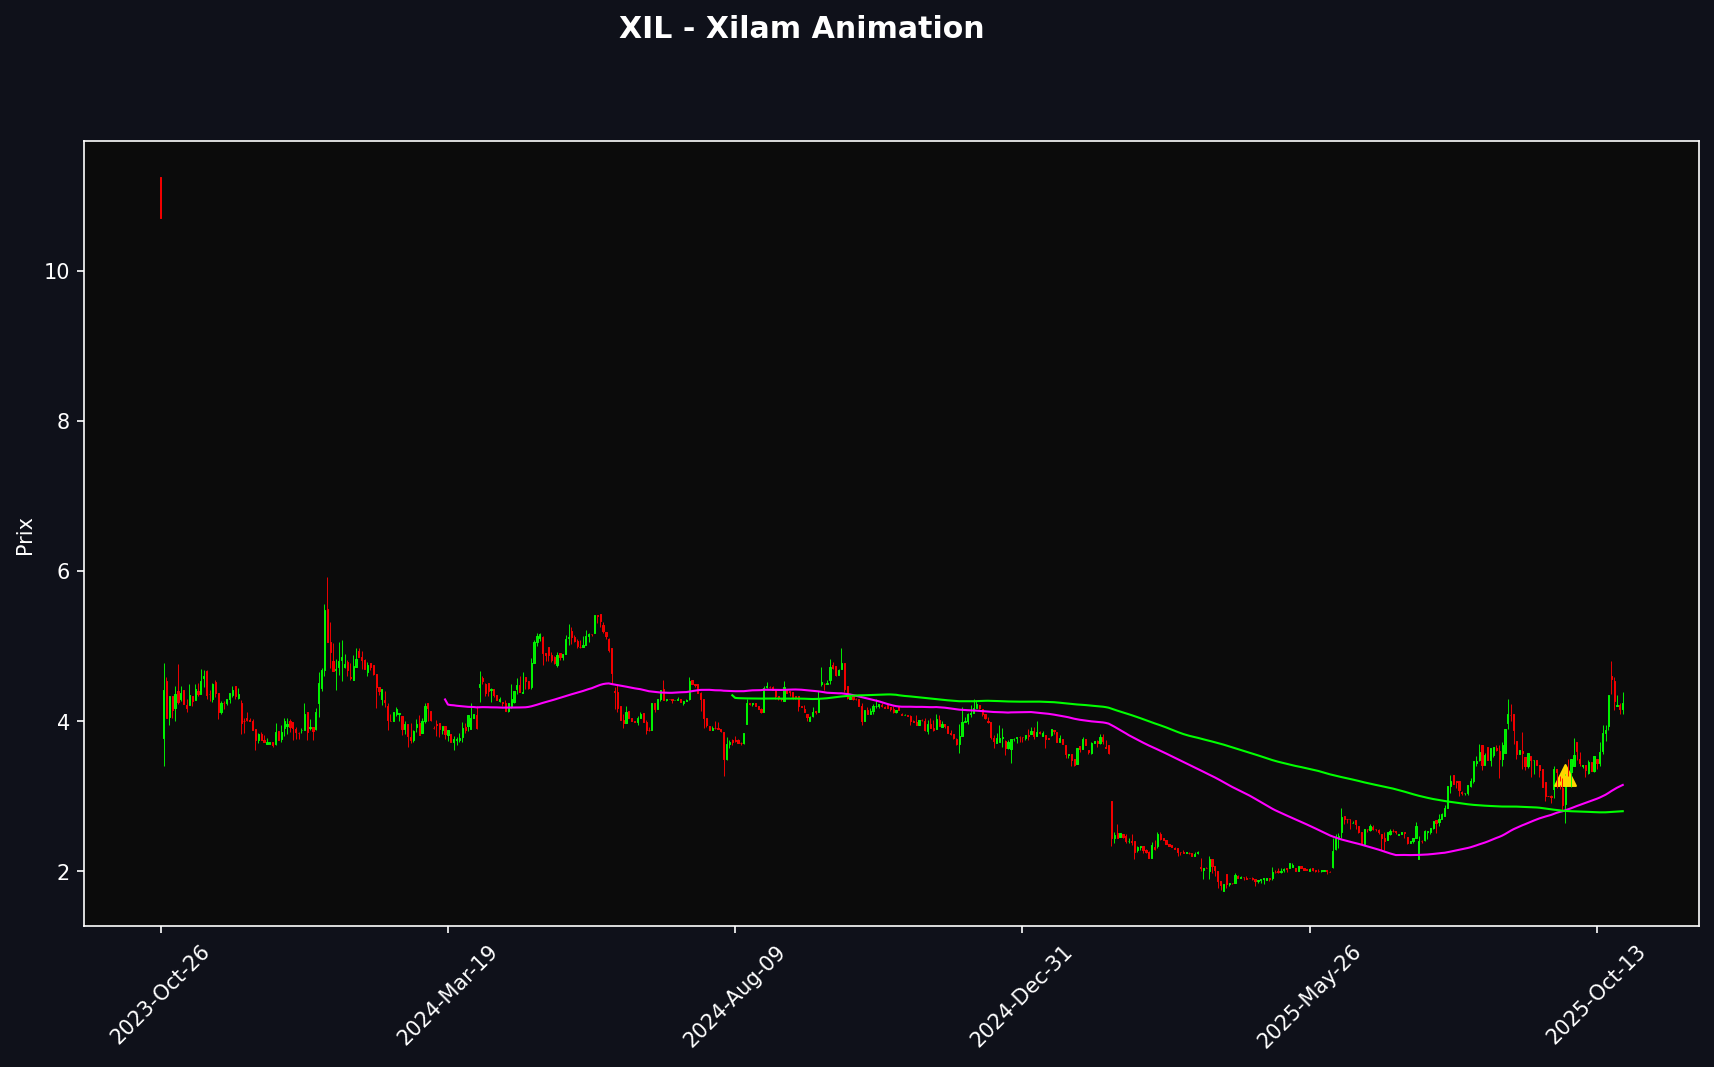 XIL - Xilam Animation
Prix
10
8
6
4
2
2023-Oct-26
2024-Mar-19
2024-Aug-09
2024-Dec-31
2025-May-26
2025-Oct-13